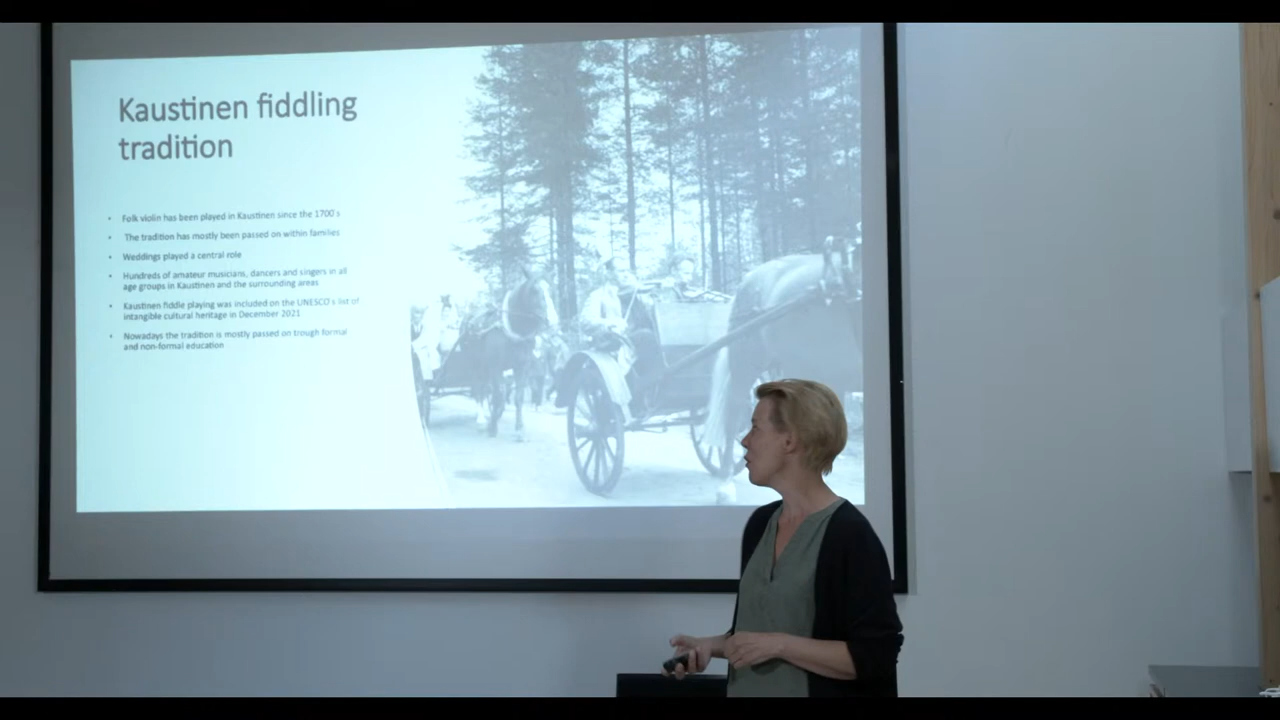 Kaustinen fiddling
tradition
• Folk violin has been played in Kaustinen since the 1700's
• The tradition has mostly been passed on within families
• Weddings played a central role
• Hundreds of amateur musicians, dancers and singers in all
age groups in Kaustinen and the surrounding areas
• Kaustinen fiddle playing was included on the UNESCO's list of
intangible cultural heritage in December 2021
• Nowadays the tradition is mostly passed on trough formal
and non-formal education